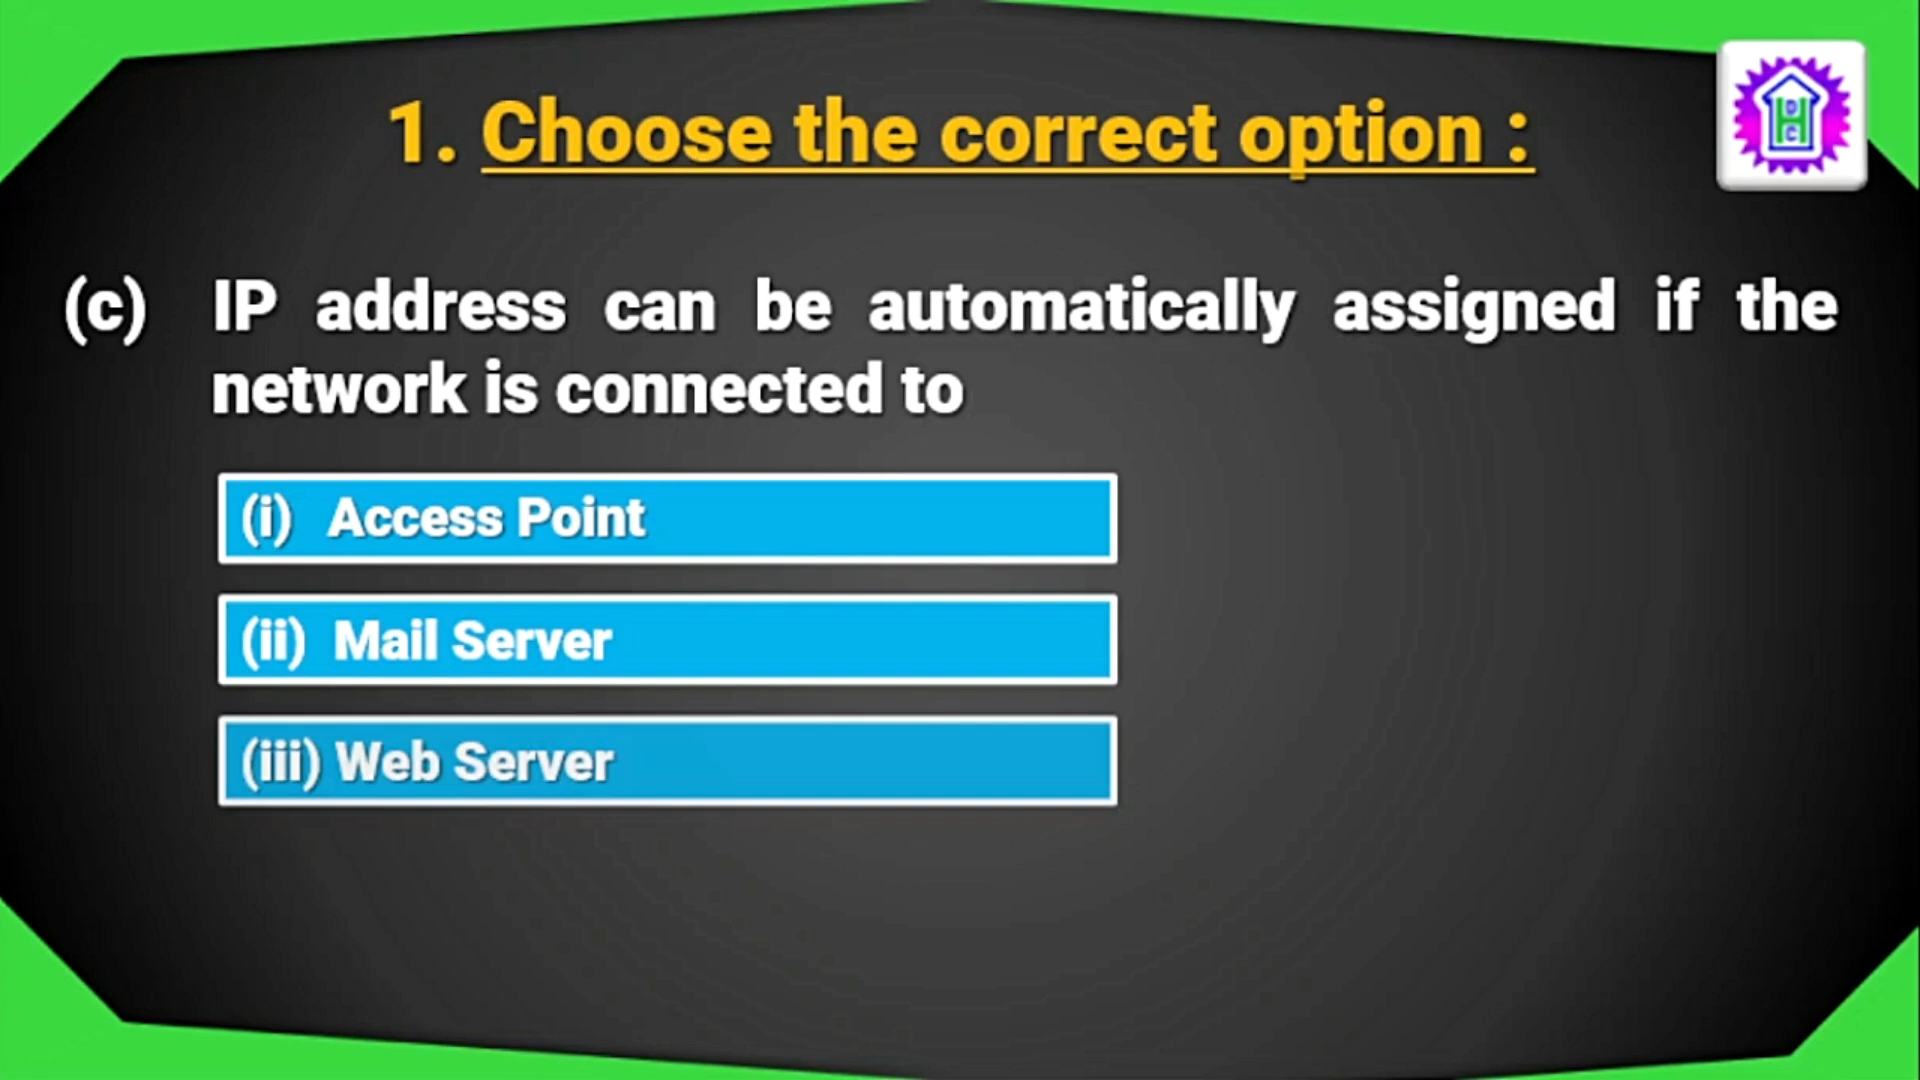 1. Choose the correct option :
(c) IP address can be automatically assigned if the
network is connected to
(i) Access Point
(ii) Mail Server
(iii) Web Server